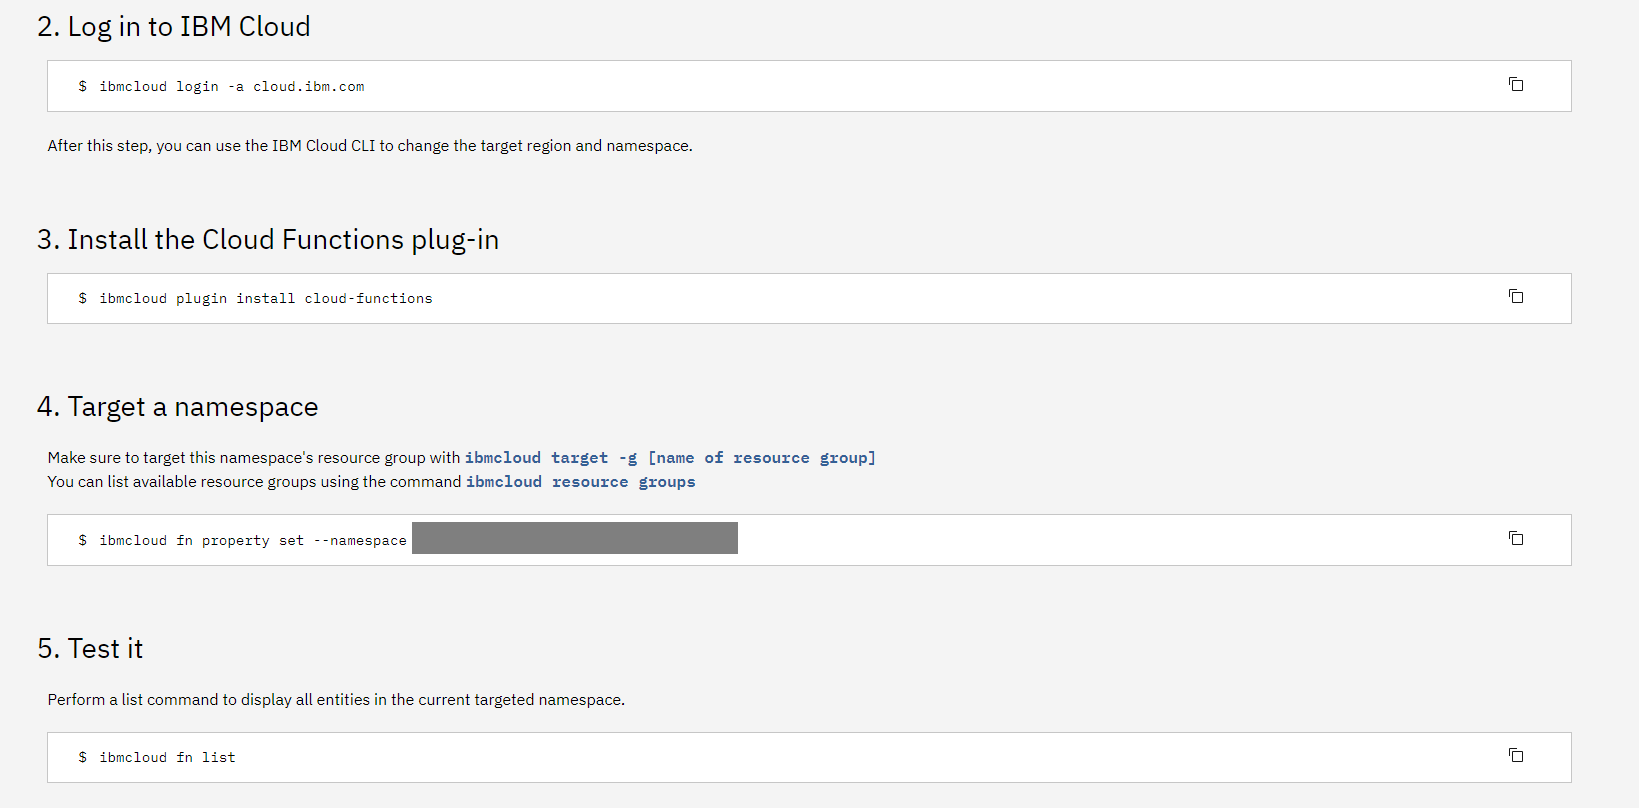 2. Log in to IBM Cloud
$ ibmcloud login -a cloud.ibm.com
After this step, you can use the IBM Cloud CLI to change the target region and namespace.
3. Install the Cloud Functions plug-in
$ ibmcloud plugin install cloud-functions
4. Target a namespace
Make sure to target this namespace's resource group with ibmcloud target -g [name of resource group]
You can list available resource groups using the command ibmcloud resource groups
$ ibmcloud fn property set --namespace
5. Test it
Perform a list command to display all entities in the current targeted namespace.
$ ibmcloud fn list